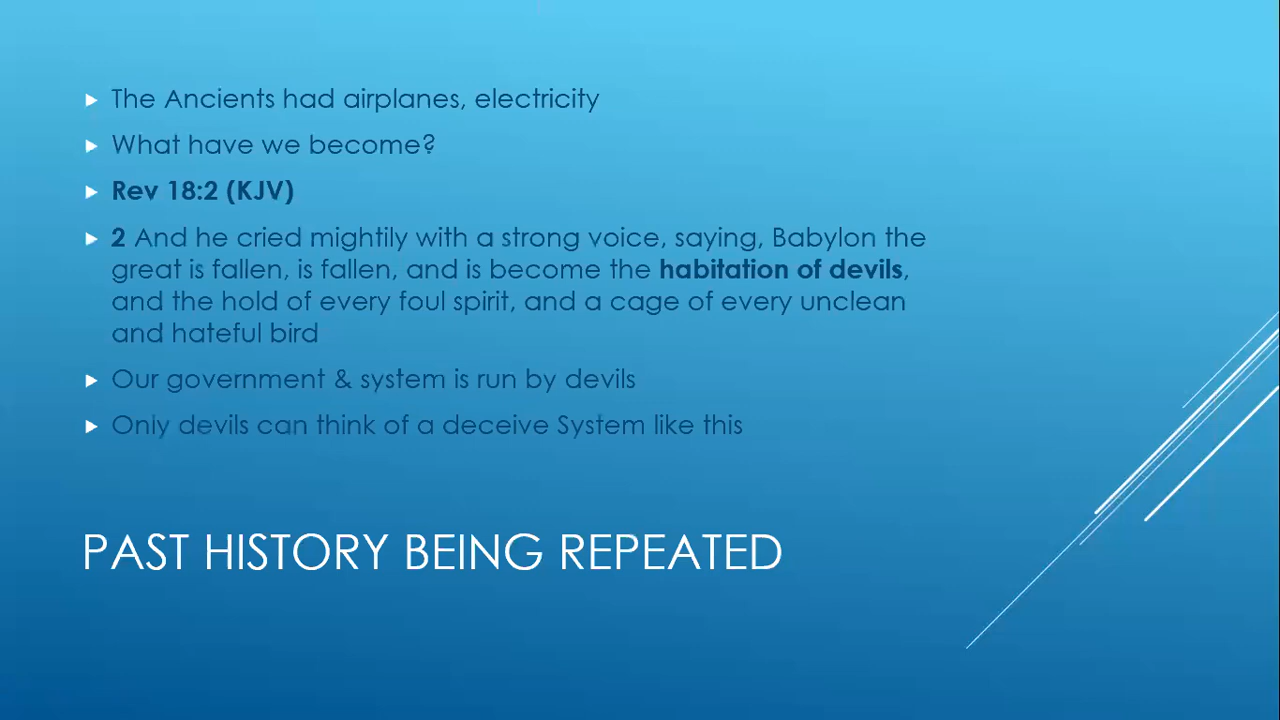 The Ancients had airplanes, electricity
What have we become?
Rev 18:2 (KJV)
2 And he cried mightily with a strong voice, saying, Babylon the
great is fallen, is fallen, and is become the habitation of devils,
and the hold of every foul spirit, and a cage of every unclean
and hateful bird
Our government & system is run by devils
Only devils can think of a deceive System like this
PAST HISTORY BEING REPEATED